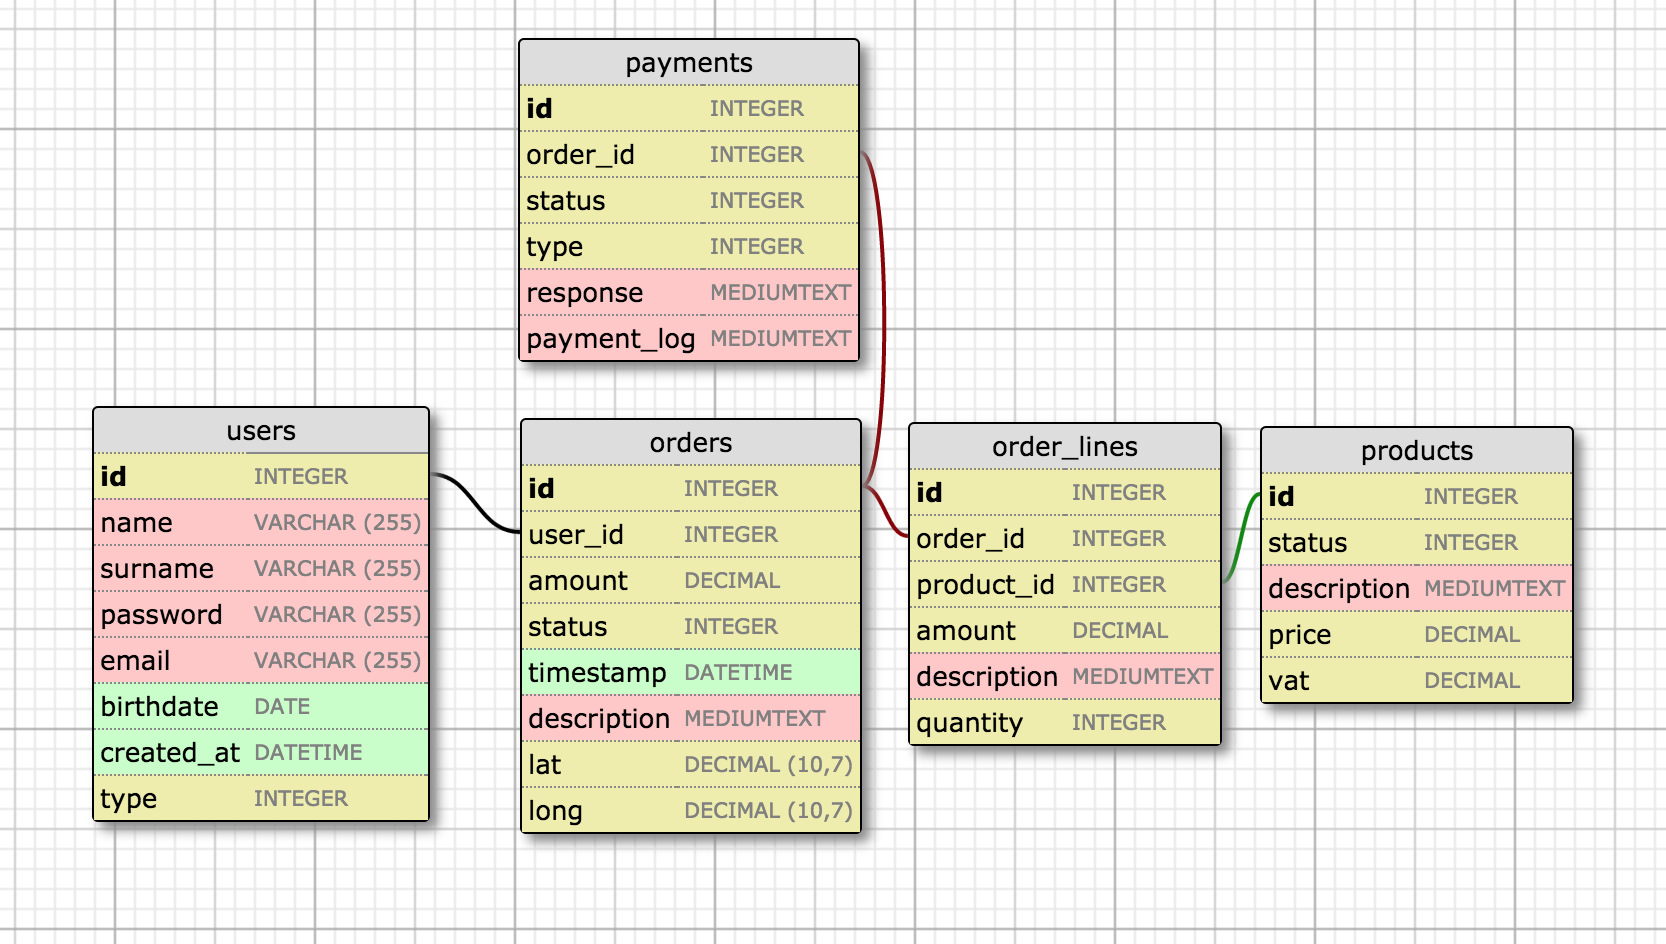 payments
id INTEGER
order_id INTEGER
status INTEGER
type INTEGER
response MEDIUMTEXT
payment_log MEDIUMTEXT
users
id INTEGER
name VARCHAR (255)
surname VARCHAR (255)
password VARCHAR (255)
email VARCHAR (255)
birthdate DATE
created_at DATETIME
type INTEGER
orders
id INTEGER
user_id INTEGER
amount DECIMAL
status INTEGER
timestamp DATETIME
description MEDIUMTEXT
lat DECIMAL (10,7)
long DECIMAL (10,7)
order_lines
id INTEGER
order_id INTEGER
product_id INTEGER
amount DECIMAL
description MEDIUMTEXT
quantity INTEGER
products
id INTEGER
status INTEGER
description MEDIUMTEXT
price DECIMAL
vat DECIMAL